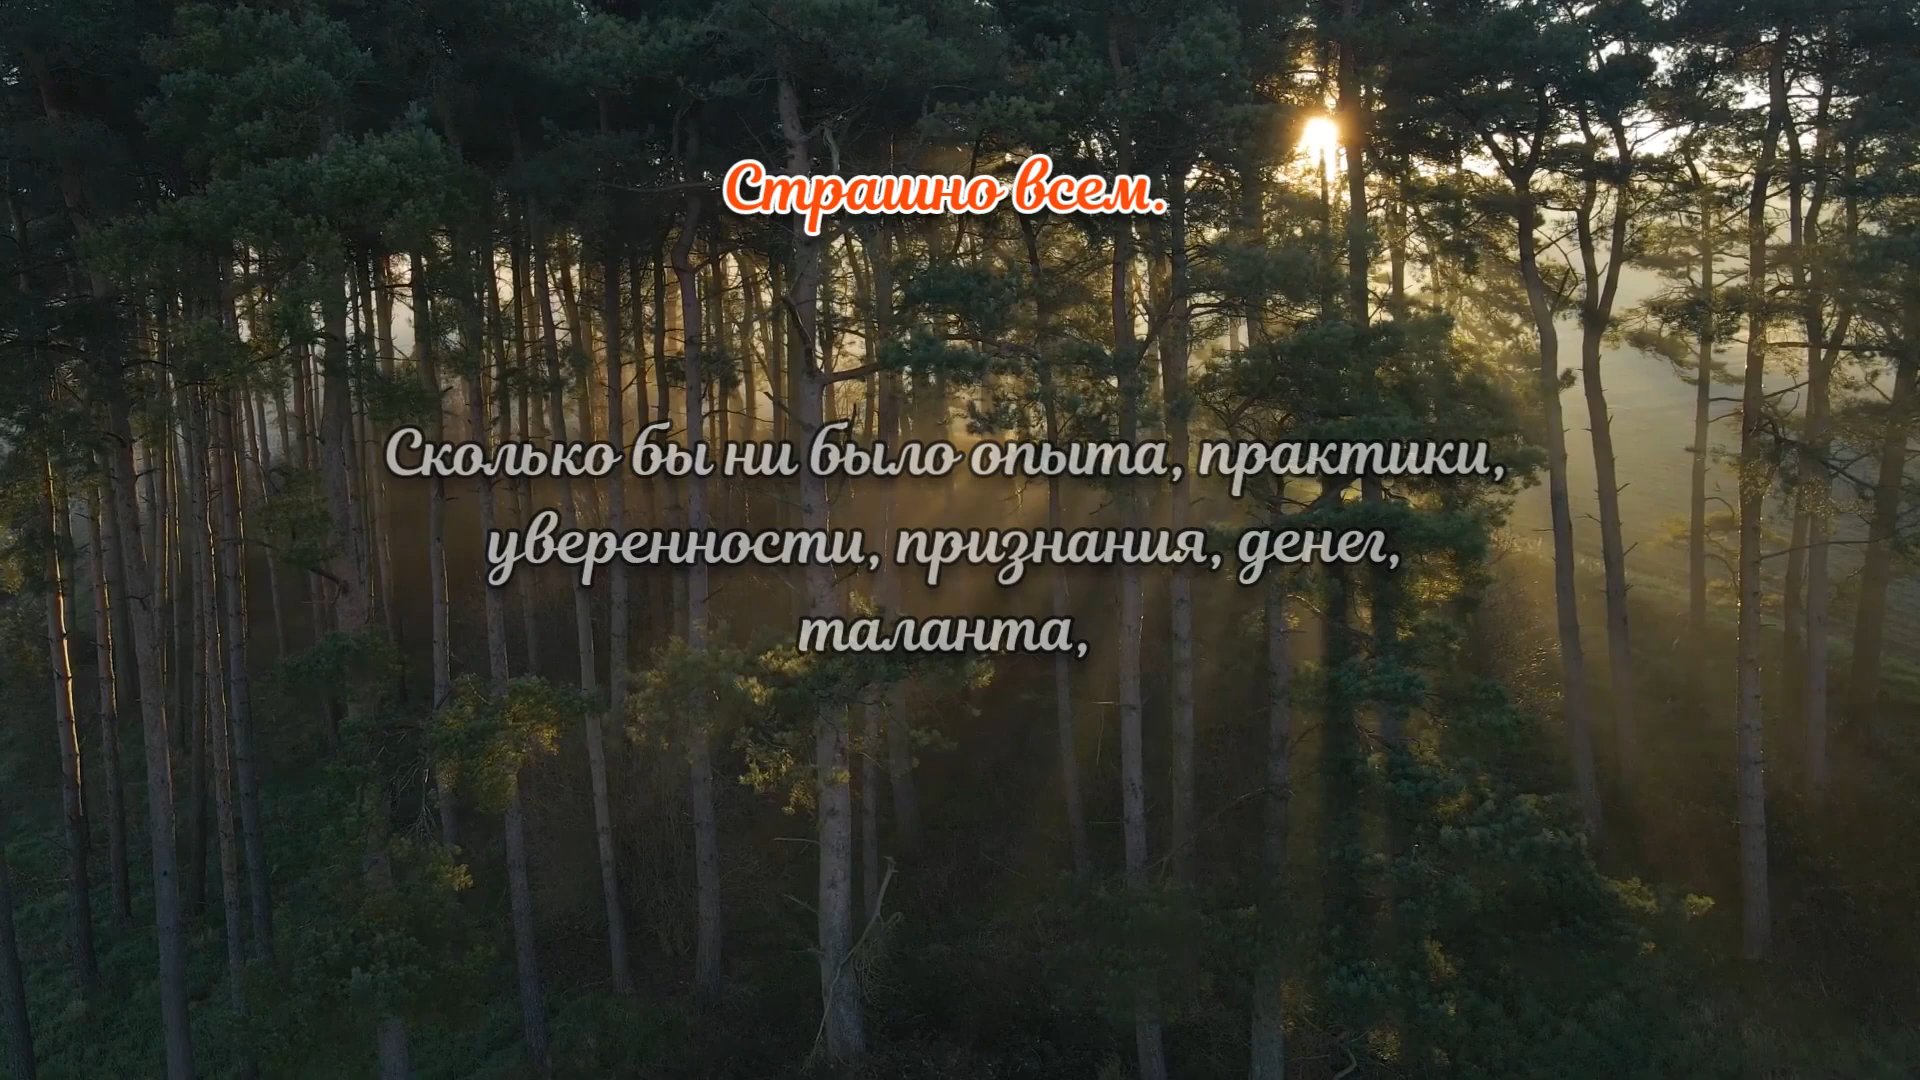 Страшно всем.
Сколько бы ни было опыта, практики,
уверенности, признания, денег,
таланта,